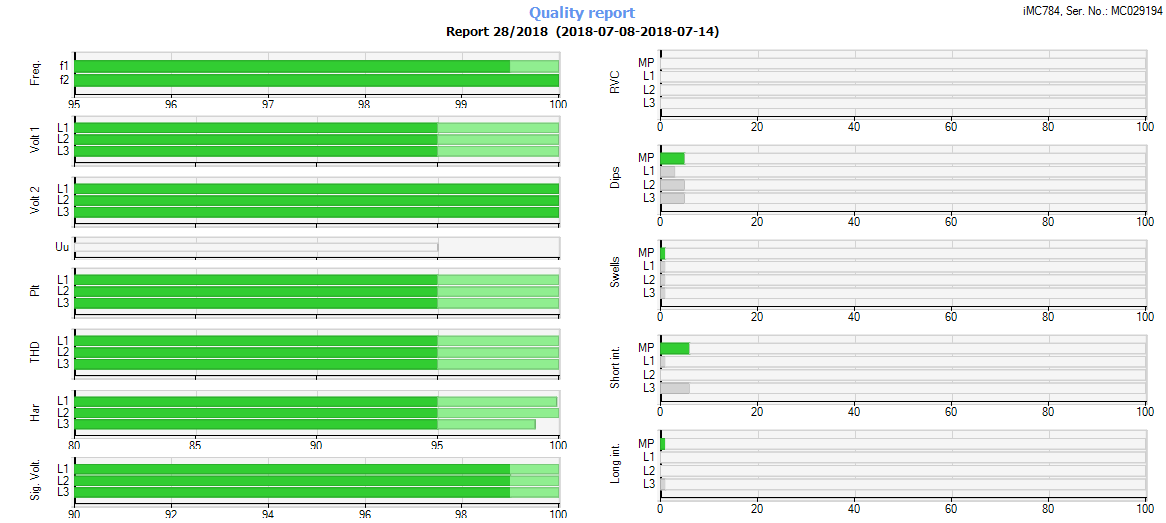 Quality report
iMC784, Ser. No.: MC029194
Report 28/2018 (2018-07-08-2018-07-14)
Freq.
f1
f2
95 96 97 98 99 100
Volt 1
L1
L2
L3
Volt 2
L1
L2
L3
Uu
Plt
L1
L2
L3
THD
L1
L2
L3
Har
L1
L2
L3
80 85 90 95 100
Sig. Volt.
L1
L2
L3
90 92 94 96 98 100
RVC
MP
L1
L2
L3
0 20 40 60 80 100
Dips
MP
L1
L2
L3
0 20 40 60 80 100
Swells
MP
L1
L2
L3
0 20 40 60 80 100
Short int.
MP
L1
L2
L3
0 20 40 60 80 100
Long int.
MP
L1
L2
L3
0 20 40 60 80 100